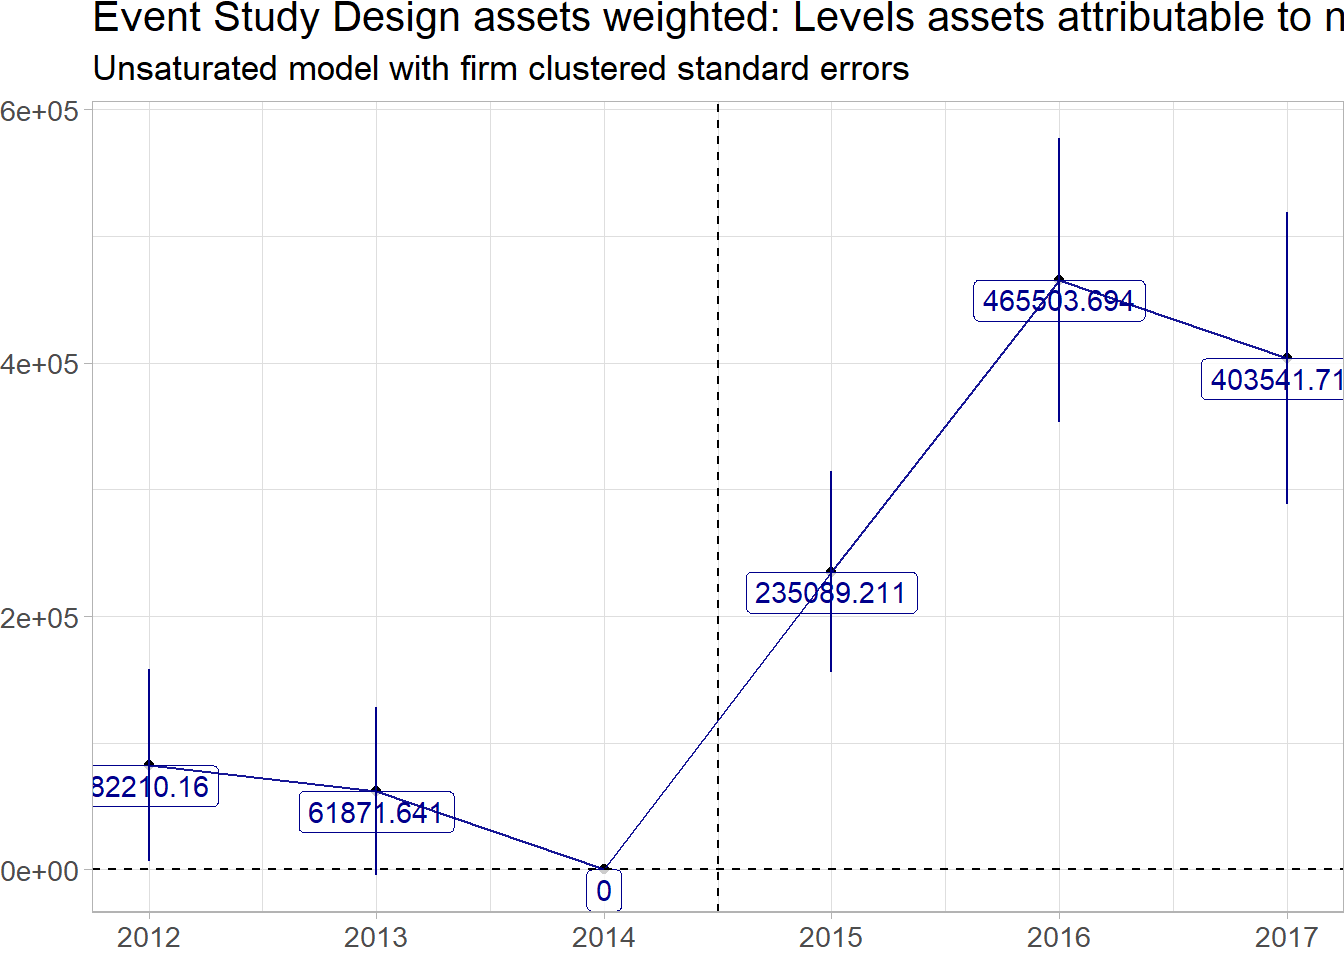 Event Study Design assets weighted: Levels assets attributable to
Unsaturated model with firm clustered standard errors
6e+05
4e+05
2e+05
0e+00
465503.694
403541.71
235089.211
82210.16
61871.641
0
2012 2013 2014 2015 2016 2017